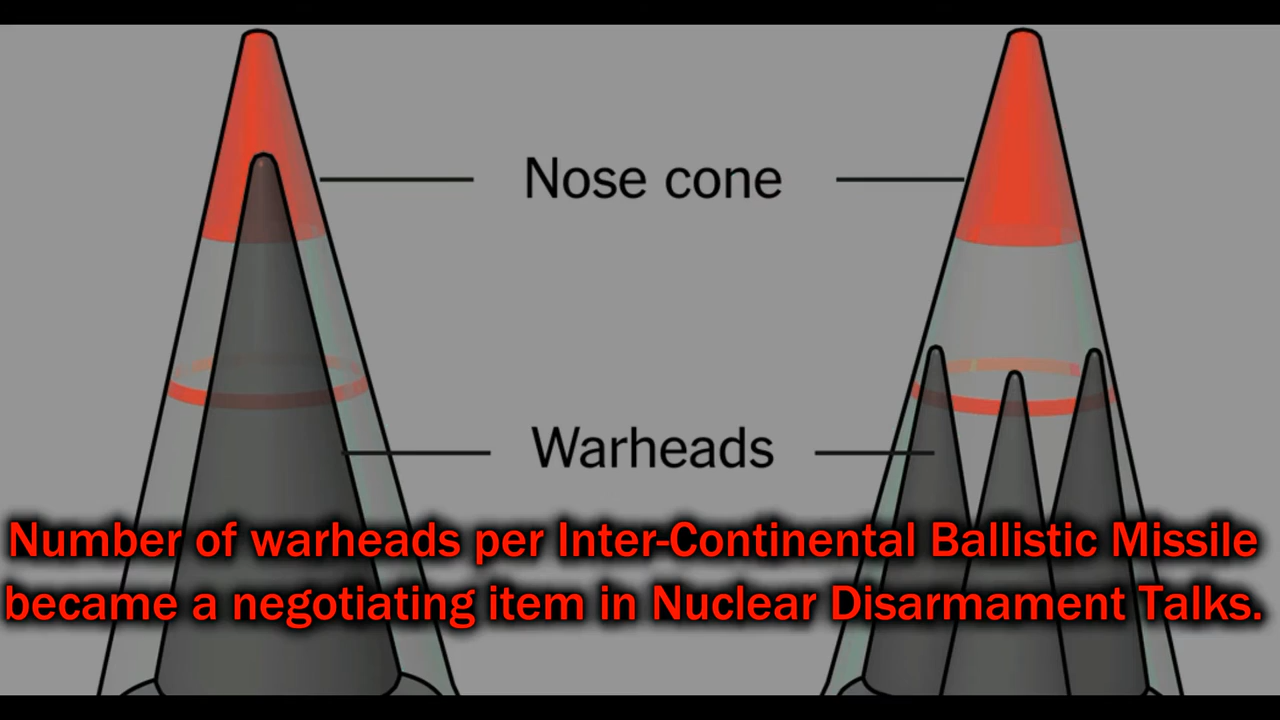 Nose cone
Warheads
Number of warheads per Inter-Continental Ballistic Missile
became a negotiating item in Nuclear Disarmament Talks.